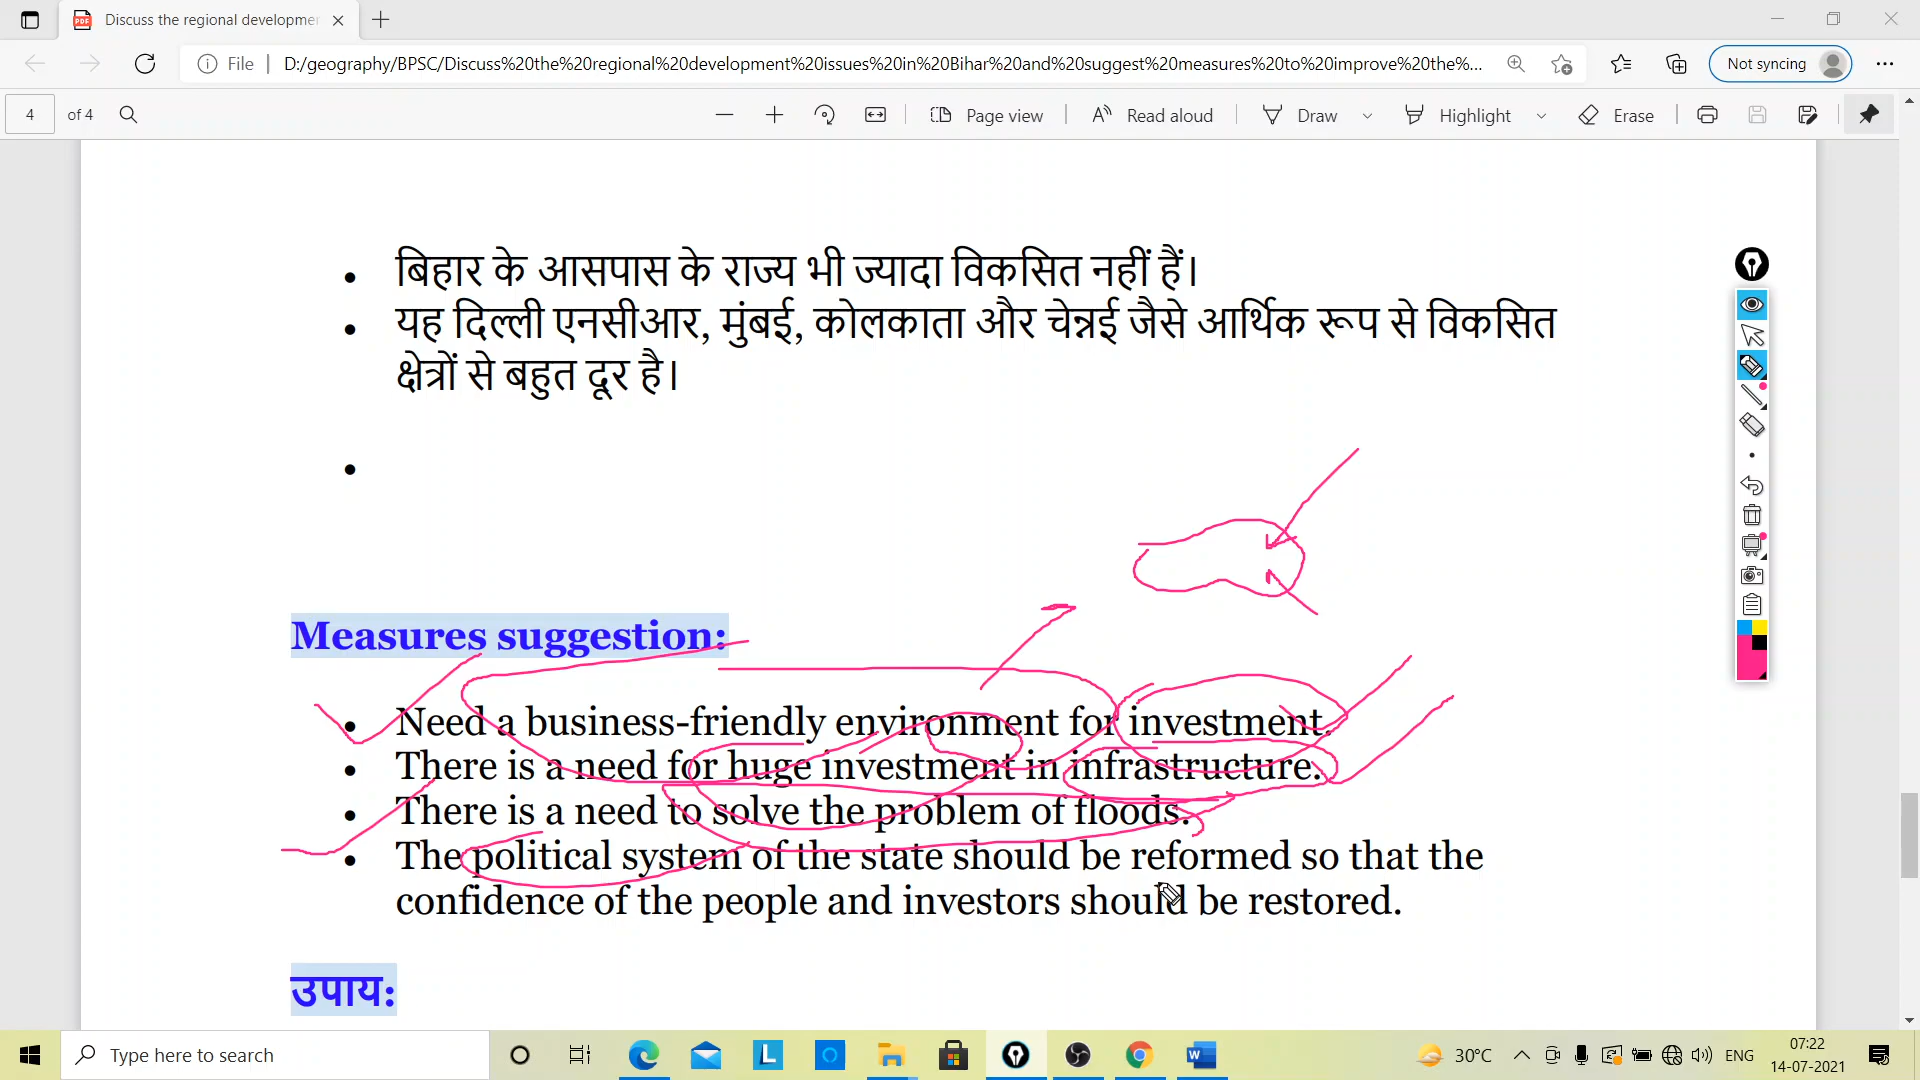 Discuss the regional developme
File
D:/geography/BPSC/Discuss%20the%20regional%20development%20issues%20in%20Bihar%20and%20suggest%20measures%20to%20improve%20the%...
Not syncing
4 of 4
Page view
Read aloud
Draw
Highlight
Erase
• बिहार के आसपास के राज्य भी ज्यादा विकसित नहीं हैं।
• यह दिल्ली एनसीआर, मुंबई, कोलकाता और चेन्नई जैसे आर्थिक रूप से विकसित
क्षेत्रों से बहुत दूर है।
•
Measures suggestion:
• Need a business-friendly environment for investment.
• There is a need for huge investment in infrastructure.
• There is a need to solve the problem of floods.
• The political system of the state should be reformed so that the
confidence of the people and investors should be restored.
उपाय:
Type here to search
30°C
ENG
07:22
14-07-2021